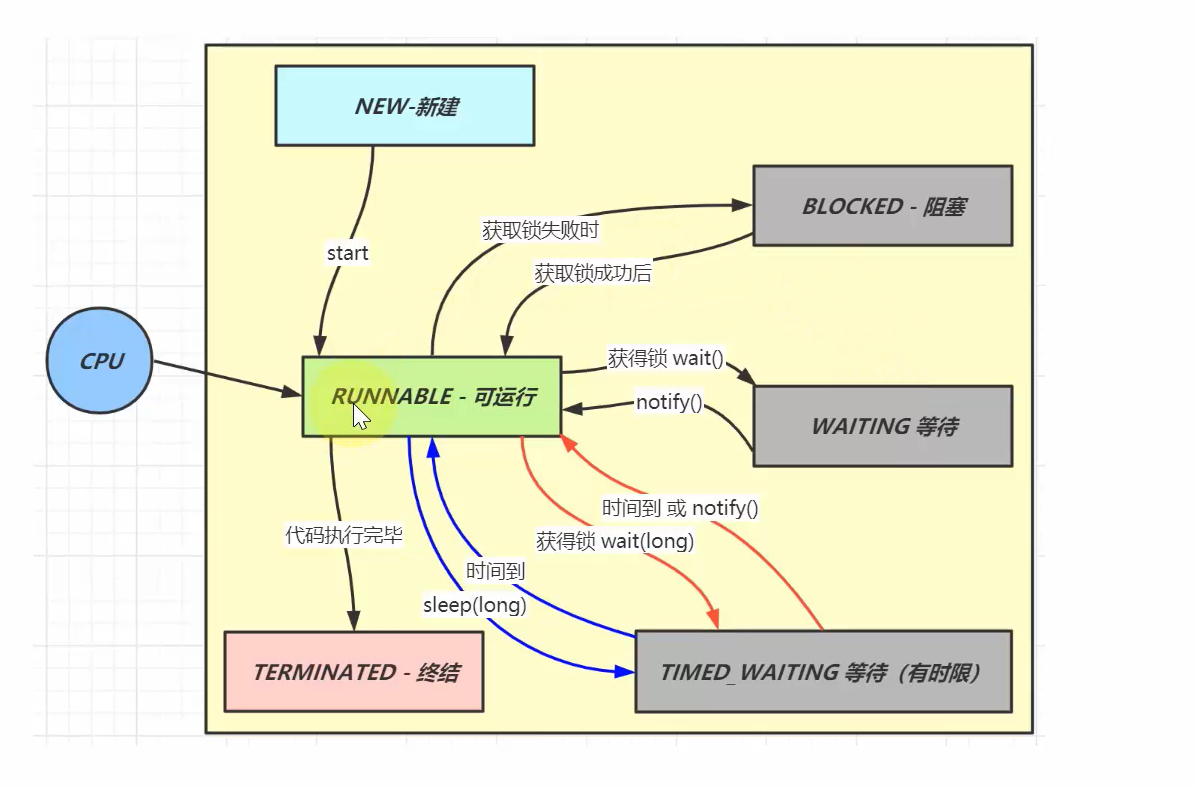 NEW-新建
BLOCKED - 阻塞
获取锁失败时
start
获取锁成功后
CPU
获得锁 wait()
RUNNABLE - 可运行
notify()
WAITING 等待
时间到 或 notify()
代码执行完毕
获得锁 wait(long)
时间到
sleep(long)
TERMINATED - 终结
TIMED_WAITING 等待（有时限）